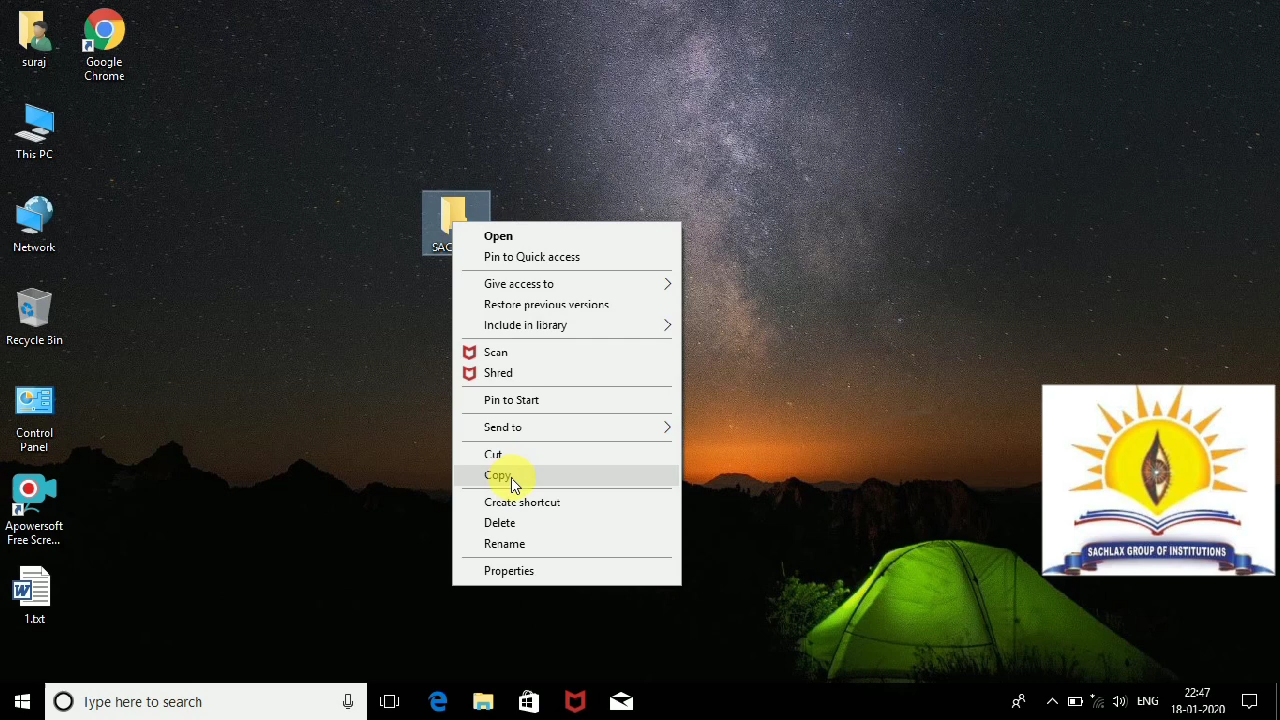 suraj
Google
Chrome
This PC
Network
Recycle Bin
Control
Panel
Apowersoft
Free Scre...
1.txt
Open
Pin to Quick access
Give access to
Restore previous versions
Include in library
Scan
Shred
Pin to Start
Send to
Cut
Copy
Create shortcut
Delete
Rename
Properties
SACHLAX GROUP OF INSTITUTIONS
Type here to search
ENG
22:47
18-01-2020